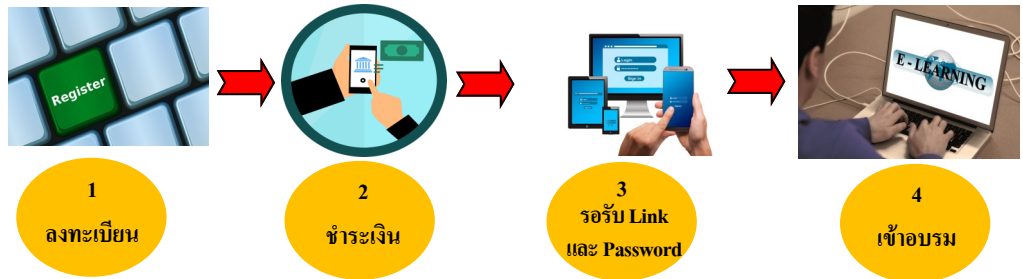 Register
Login
Sign In
E - LEARNING
1
ลงทะเบียน
2
ชำระเงิน
3
รอรับ Link
และ Password
4
เข้าอบรม